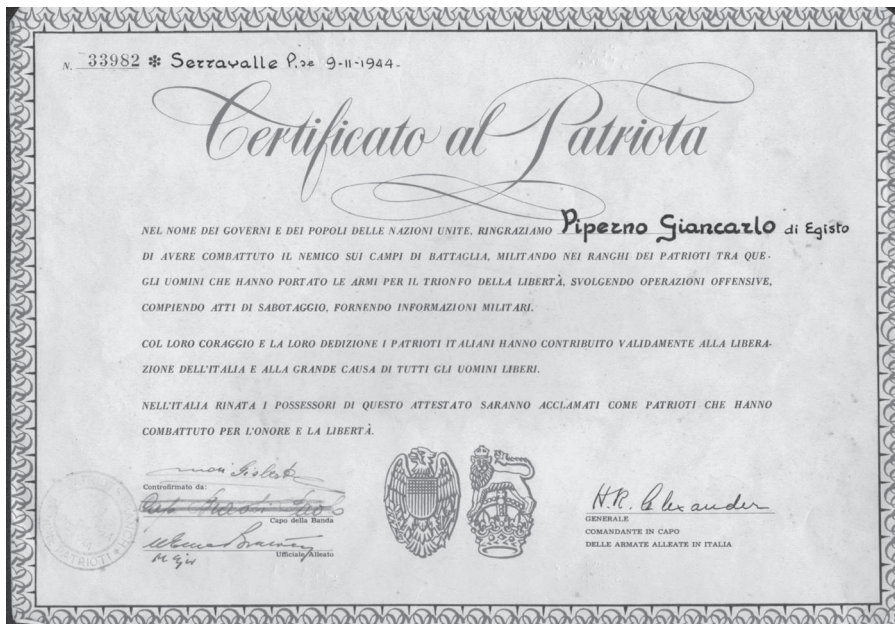 N. 33982 * Serravalle P.se 9-11-1944-
Certificato al Patriota
NEL NOME DEI GOVERNI E DEI POPOLI DELLE NAZIONI UNITE, RINGRAZIAMO Piperno Giancarlo di Egisto
DI AVERE COMBATTUTO IL NEMICO SUI CAMPI DI BATTAGLIA, MILITANDO NEI RANGHI DEI PATRIOTI TRA QUE-
GLI UOMINI CHE HANNO PORTATO LE ARMI PER IL TRIONFO DELLA LIBERTÀ, SVOLGENDO OPERAZIONI OFFENSIVE,
COMPIENDO ATTI DI SABOTAGGIO, FORNENDO INFORMAZIONI MILITARI.
COL LORO CORAGGIO E LA LORO DEDIZIONE I PATRIOTI ITALIANI HANNO CONTRIBUITO VALIDAMENTE ALLA LIBERA-
ZIONE DELL'ITALIA E ALLA GRANDE CAUSA DI TUTTI GLI UOMINI LIBERI.
NELL'ITALIA RINATA I POSSESSORI DI QUESTO ATTESTATO SARANNO ACCLAMATI COME PATRIOTI CHE HANNO
COMBATTUTO PER L'ONORE E LA LIBERTÀ.
Controfirmato da:
Capo della Banda
Ufficiale Alleato
Major
H.R. Alexander
GENERALE
COMANDANTE IN CAPO
DELLE ARMATE ALLEATE IN ITALIA
PATRIOTI